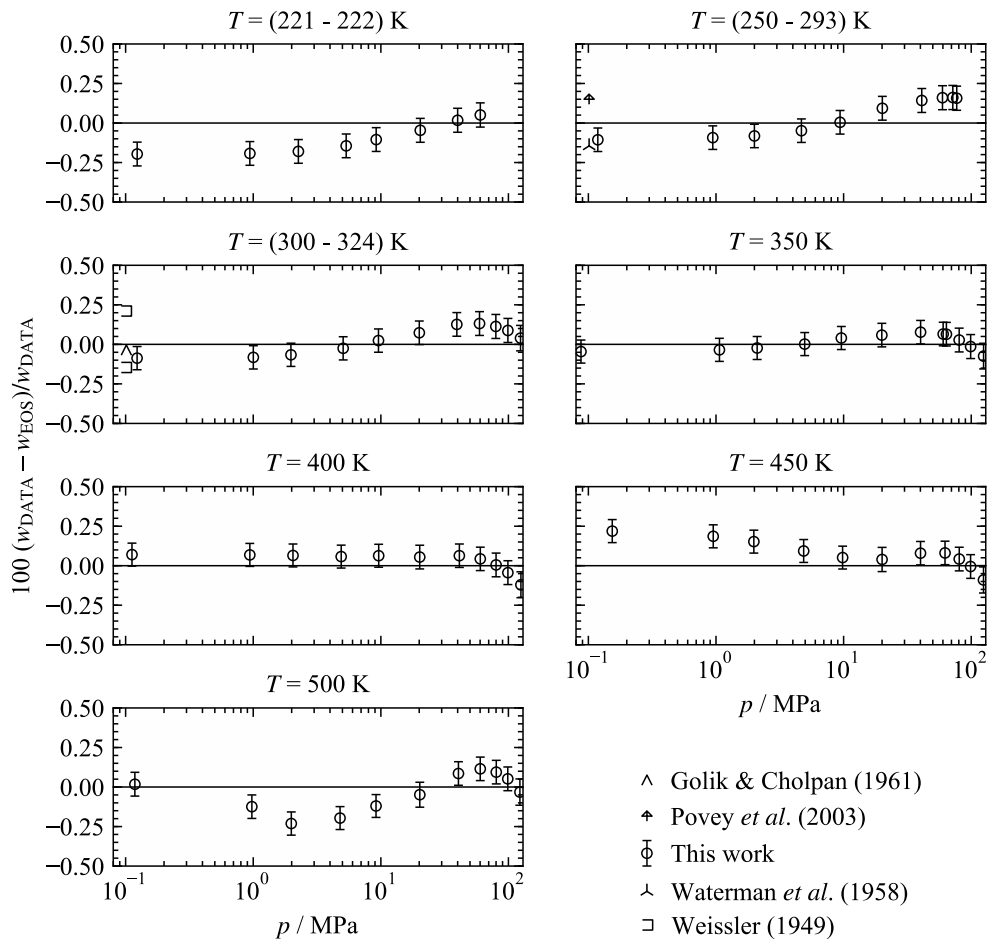 T = (221 - 222) K
T = (250 - 293) K
0.50
0.25
0.00
−0.25
−0.50
T = (300 - 324) K
T = 350 K
0.50
0.25
0.00
−0.25
−0.50
100 (wDATA − wEOS)/wDATA
T = 400 K
T = 450 K
0.50
0.25
0.00
−0.25
−0.50
10⁻¹ 10⁰ 10¹ 10²
p / MPa
T = 500 K
0.50
0.25
0.00
−0.25
−0.50
10⁻¹ 10⁰ 10¹ 10²
p / MPa
Golik & Cholpan (1961)
Povey et al. (2003)
This work
Waterman et al. (1958)
Weissler (1949)